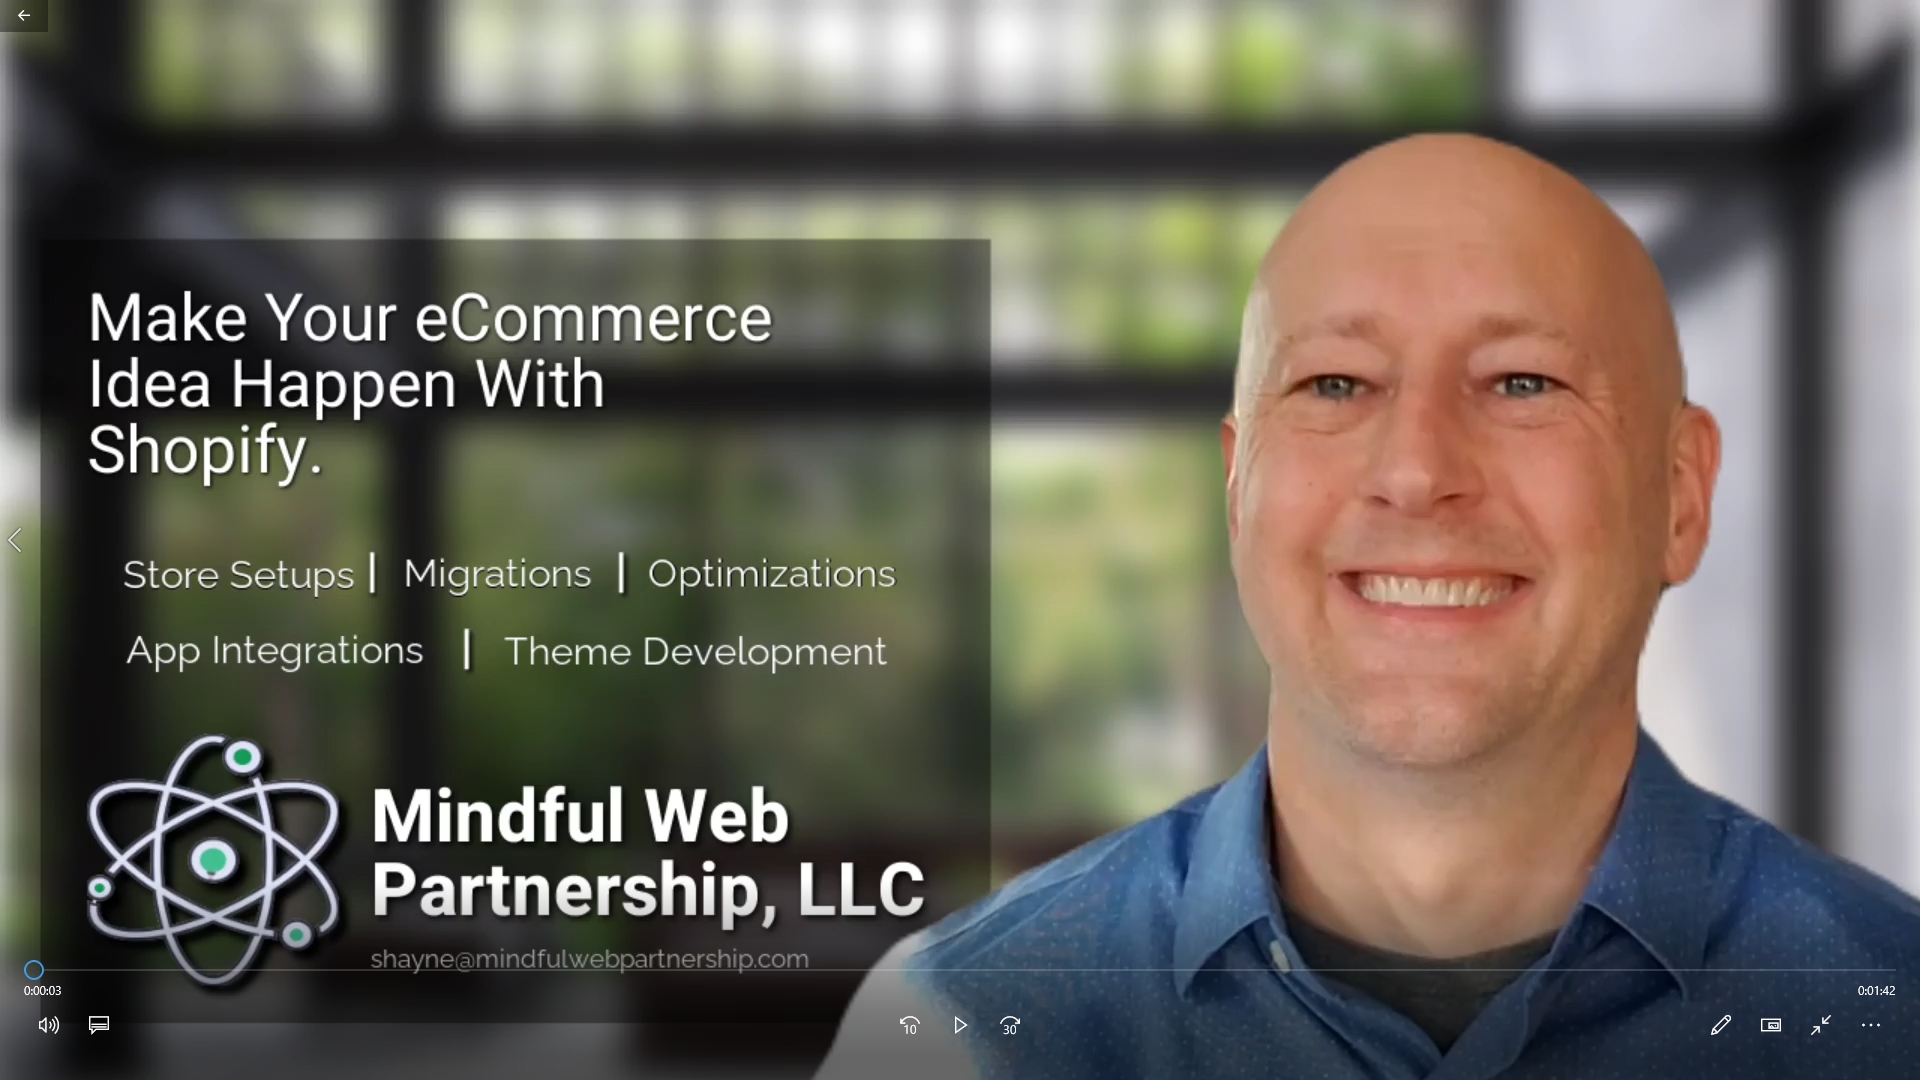 Make Your eCommerce
Idea Happen With
Shopify.
Store Setups | Migrations | Optimizations
App Integrations | Theme Development
Mindful Web
Partnership, LLC
shayne@mindfulwebpartnership.com
0:00:03
0:01:42
10
30